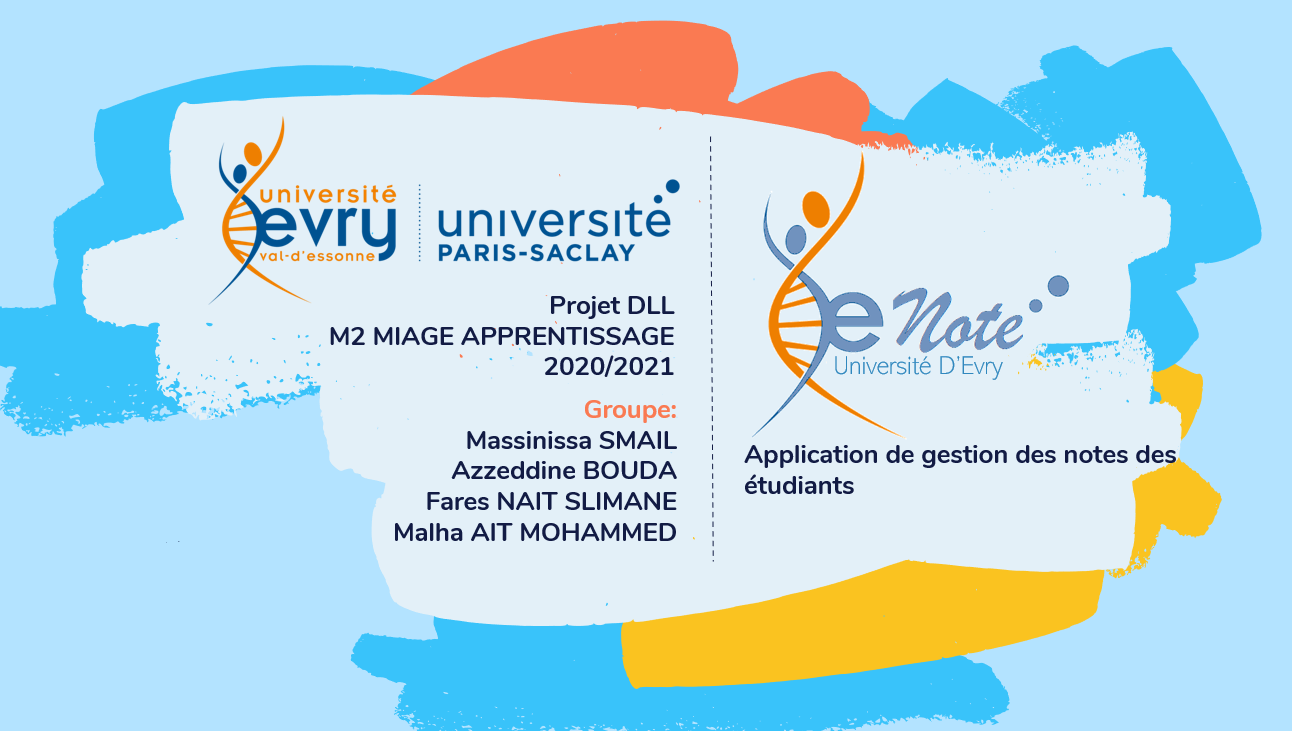 université
evry
val-d'essonne
université
PARIS-SACLAY
Projet DLL
M2 MIAGE APPRENTISSAGE
2020/2021
Groupe:
Massinissa SMAIL
Azzeddine BOUDA
Fares NAIT SLIMANE
Malha AIT MOHAMMED
e Note
Université D'Evry
Application de gestion des notes des
étudiants